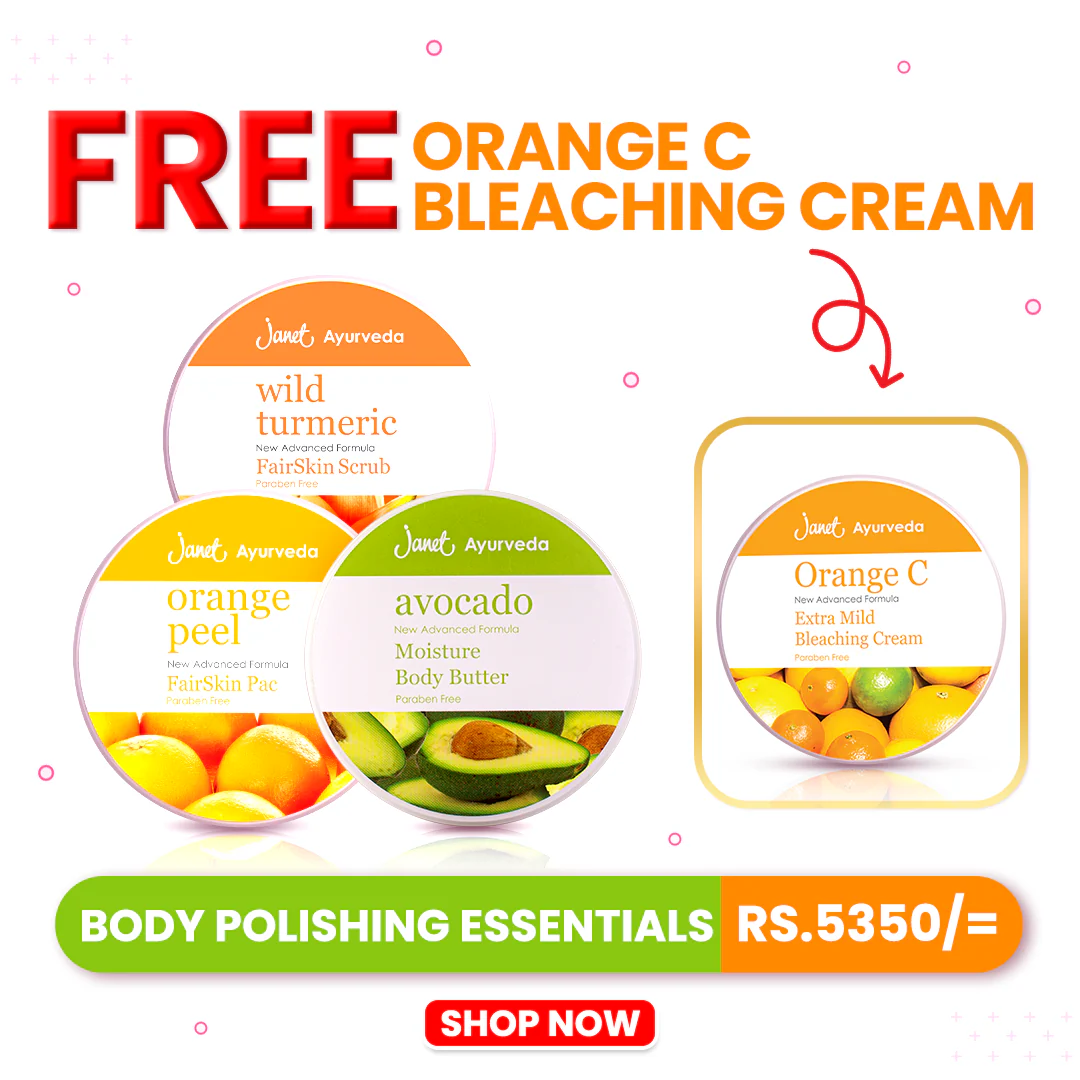 FREE
ORANGE C
BLEACHING CREAM
Janet Ayurveda
wild
turmeric
New Advanced Formula
FairSkin Scrub
Paraben Free
Janet Ayurveda
orange
peel
New Advanced Formula
FairSkin Pac
Paraben Free
Janet Ayurveda
avocado
New Advanced Formula
Moisture
Body Butter
Paraben Free
Janet Ayurveda
Orange C
New Advanced Formula
Extra Mild
Bleaching Cream
Paraben Free
BODY POLISHING ESSENTIALS RS.5350/=
SHOP NOW